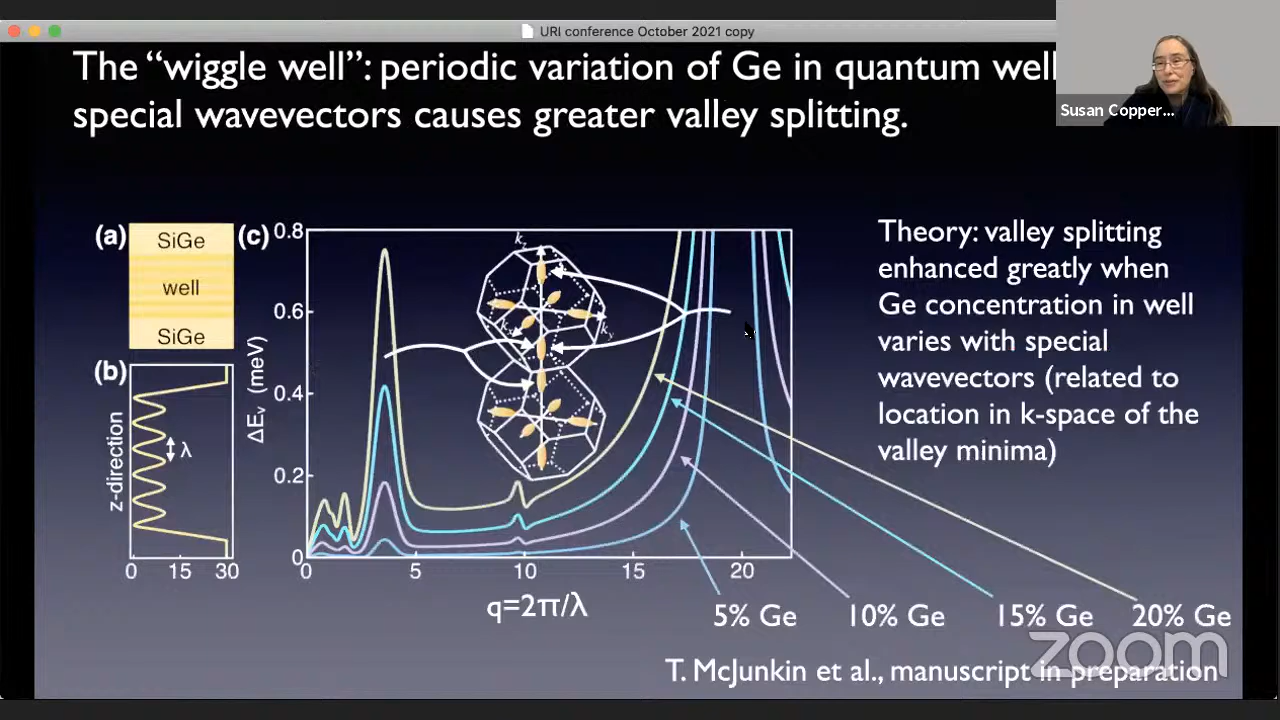 URI conference October 2021 copy
The “wiggle well”: periodic variation of Ge in quantum well
special wavevectors causes greater valley splitting.
Susan Copper...
(a)
SiGe
well
SiGe
(b)
z-direction
λ
0 15 30
(c)
ΔEv (meV)
0.8
0.6
0.4
0.2
0
0 5 10 15 20
q=2π/λ
kz
ky
5% Ge 10% Ge 15% Ge 20% Ge
Theory: valley splitting
enhanced greatly when
Ge concentration in well
varies with special
wavevectors (related to
location in k-space of the
valley minima)
T. McJunkin et al., manuscript in preparation
zoom